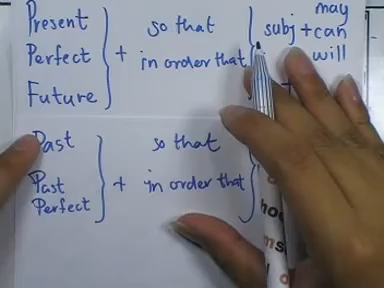 Present
Perfect
Future
+
so that
in order that
may
subj + can
will
+
Past
Past
Perfect
+
so that
in order that